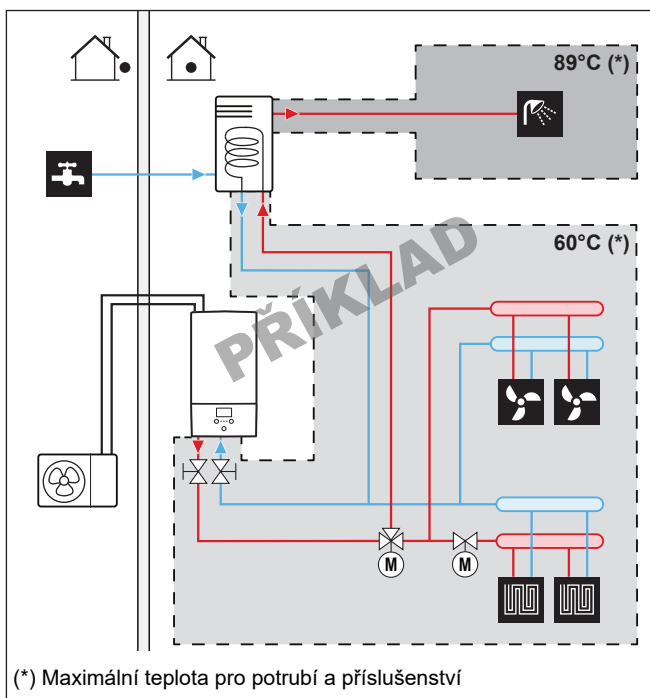 89°C (*)
60°C (*)
PŘÍKLAD
M
M
(*) Maximální teplota pro potrubí a příslušenství